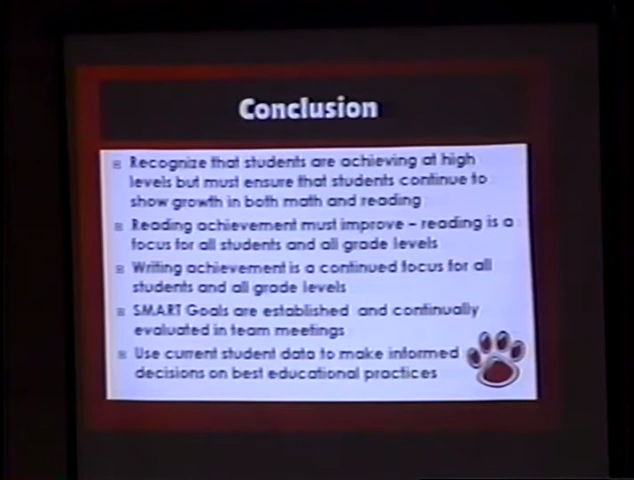 Conclusion
Recognize that students are achieving at high
levels but must ensure that students continue to
show growth in both math and reading
Reading achievement must improve – reading is a
focus for all students and all grade levels
Writing achievement is a continued focus for all
students and all grade levels
SMART Goals are established and continually
evaluated in team meetings
Use current student data to make informed
decisions on best educational practices